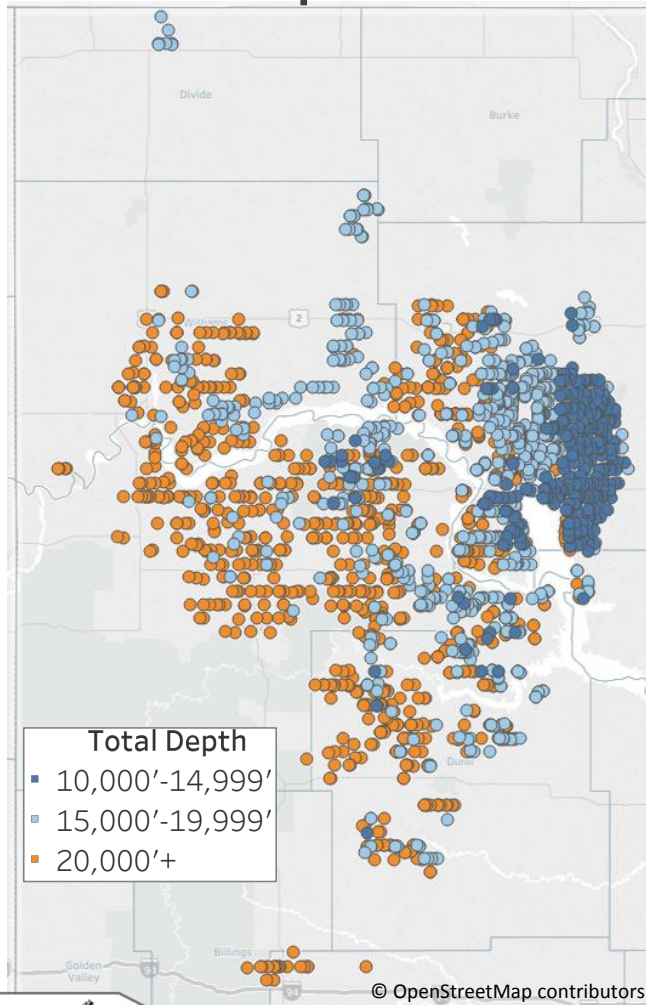 Divide
Burke
Williams
2
Total Depth
10,000′-14,999′
15,000′-19,999′
20,000′+
Dunn
Billings
Golden
Valley
94
© OpenStreetMap contributors